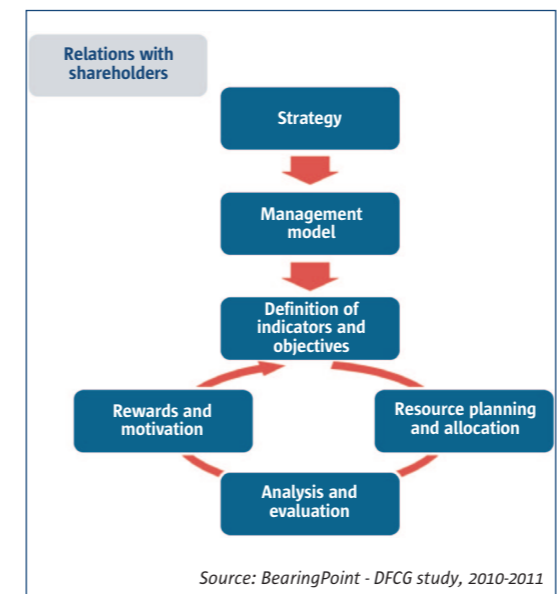 Relations with
shareholders
Strategy
Management
model
Definition of
indicators and
objectives
Rewards and
motivation
Resource planning
and allocation
Analysis and
evaluation
Source: BearingPoint - DFCG study, 2010-2011